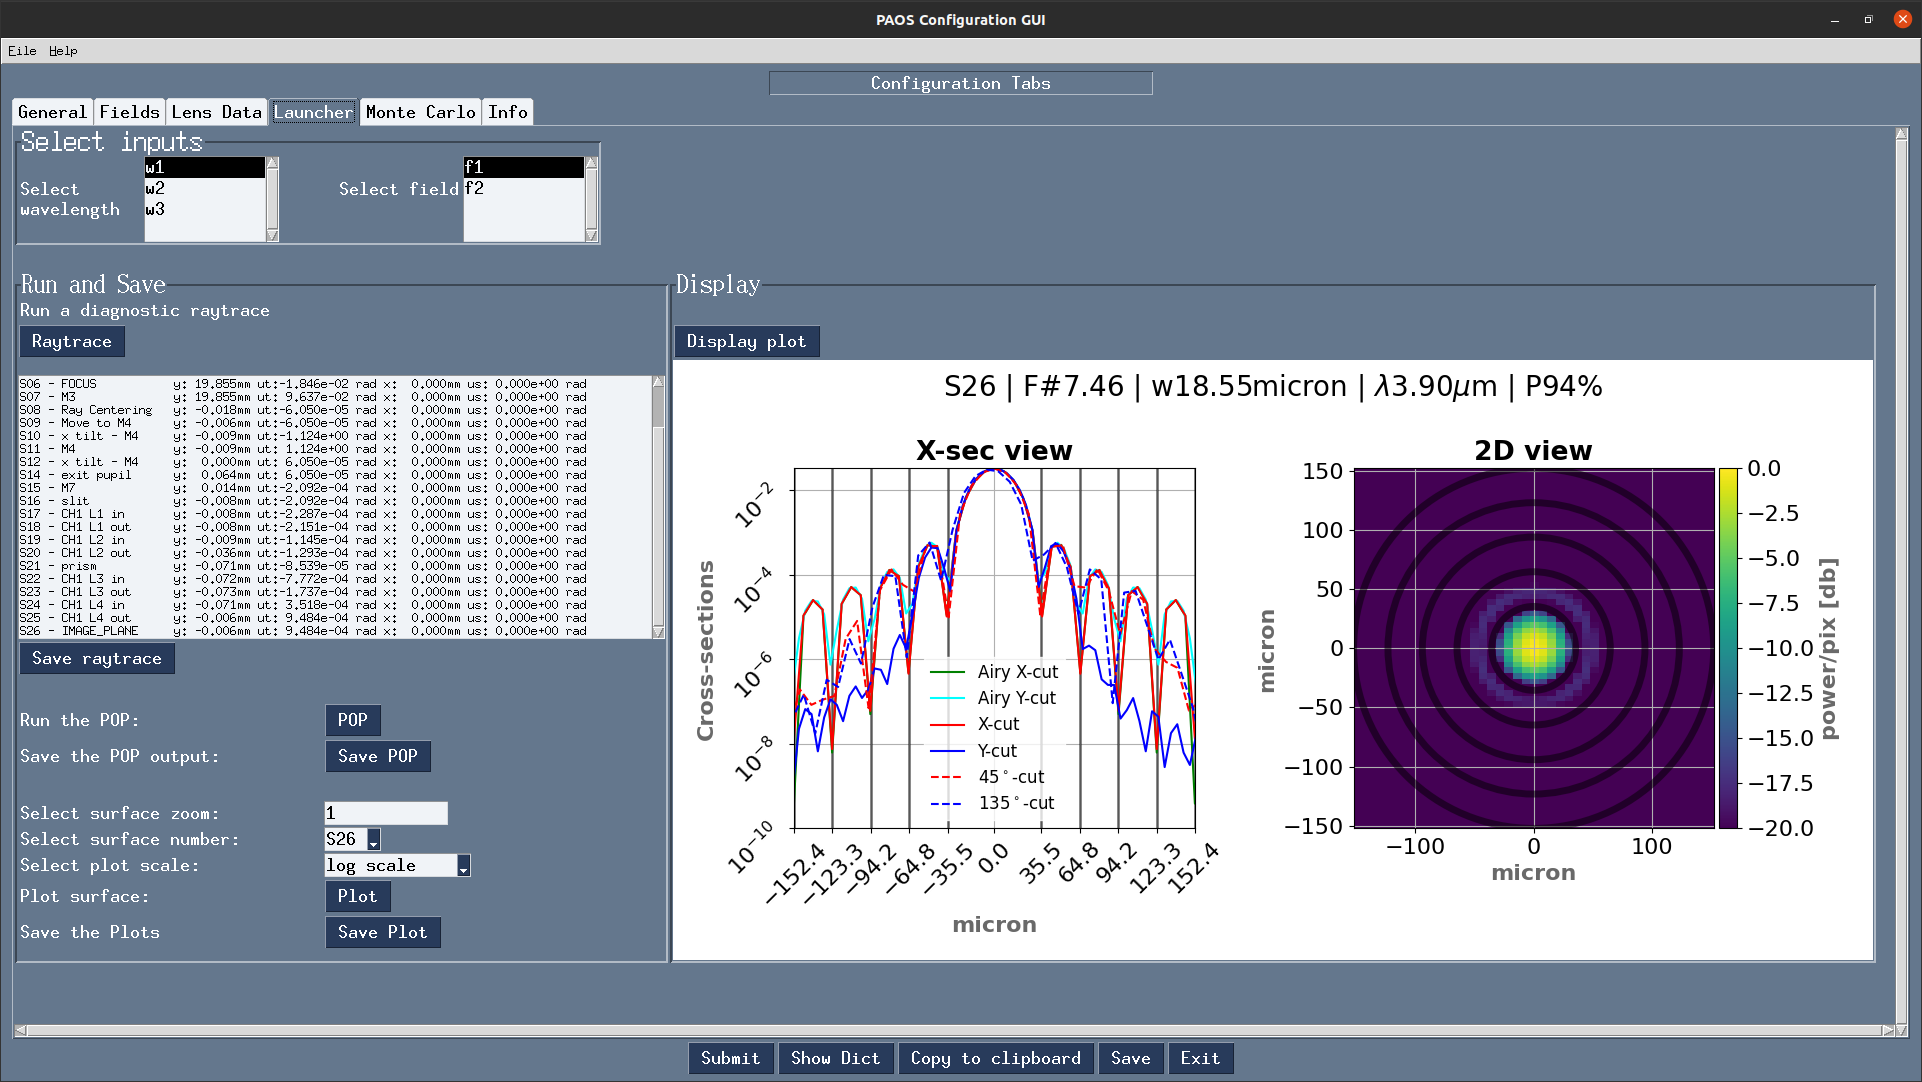 PAOS Configuration GUI
Eile Help
Configuration Tabs
General Fields Lens Data Launcher Monte Carlo Info
Select inputs
Select wavelength
w1
w2
w3
Select field
f1
f2
Run and Save
Run a diagnostic raytrace
Raytrace
S06 - FOCUS y: 19.855mm ut:-1.846e-02 rad x: 0.000mm us: 0.000e+00 rad
S07 - M3 y: 19.855mm ut: 9.637e-02 rad x: 0.000mm us: 0.000e+00 rad
S08 - Ray Centering y: -0.018mm ut:-6.050e-05 rad x: 0.000mm us: 0.000e+00 rad
S09 - Move to M4 y: -0.006mm ut:-6.050e-05 rad x: 0.000mm us: 0.000e+00 rad
S10 - x tilt - M4 y: -0.009mm ut:-1.124e+00 rad x: 0.000mm us: 0.000e+00 rad
S11 - M4 y: -0.009mm ut: 1.124e+00 rad x: 0.000mm us: 0.000e+00 rad
S12 - x tilt - M4 y: 0.000mm ut: 6.050e-05 rad x: 0.000mm us: 0.000e+00 rad
S14 - exit pupil y: 0.064mm ut: 6.050e-05 rad x: 0.000mm us: 0.000e+00 rad
S15 - M7 y: 0.014mm ut:-2.092e-04 rad x: 0.000mm us: 0.000e+00 rad
S16 - slit y: -0.008mm ut:-2.092e-04 rad x: 0.000mm us: 0.000e+00 rad
S17 - CH1 L1 in y: -0.008mm ut:-2.287e-04 rad x: 0.000mm us: 0.000e+00 rad
S18 - CH1 L1 out y: -0.008mm ut:-2.151e-04 rad x: 0.000mm us: 0.000e+00 rad
S19 - CH1 L2 in y: -0.009mm ut:-1.145e-04 rad x: 0.000mm us: 0.000e+00 rad
S20 - CH1 L2 out y: -0.036mm ut:-1.293e-04 rad x: 0.000mm us: 0.000e+00 rad
S21 - prism y: -0.071mm ut:-8.539e-05 rad x: 0.000mm us: 0.000e+00 rad
S22 - CH1 L3 in y: -0.072mm ut:-7.772e-04 rad x: 0.000mm us: 0.000e+00 rad
S23 - CH1 L3 out y: -0.073mm ut:-1.737e-04 rad x: 0.000mm us: 0.000e+00 rad
S24 - CH1 L4 in y: -0.071mm ut: 3.518e-04 rad x: 0.000mm us: 0.000e+00 rad
S25 - CH1 L4 out y: -0.006mm ut: 9.484e-04 rad x: 0.000mm us: 0.000e+00 rad
S26 - IMAGE_PLANE y: -0.006mm ut: 9.484e-04 rad x: 0.000mm us: 0.000e+00 rad
Save raytrace
Run the POP: POP
Save the POP output: Save POP
Select surface zoom: 1
Select surface number: S26
Select plot scale: log scale
Plot surface: Plot
Save the Plots Save Plot
Display
Display plot
S26 | F#7.46 | w18.55micron | λ3.90μm | P94%
X-sec view
Cross-sections
10⁻²
10⁻⁴
10⁻⁶
10⁻⁸
10⁻¹⁰
Airy X-cut
Airy Y-cut
X-cut
Y-cut
45°-cut
135°-cut
−152.4 −123.3 −94.2 −64.8 −35.5 0.0 35.5 64.8 94.2 123.3 152.4
micron
2D view
micron
150
100
50
0
−50
−100
−150
−100 0 100
micron
0.0
−2.5
−5.0
−7.5
−10.0
−12.5
−15.0
−17.5
−20.0
power/pix [db]
Submit Show Dict Copy to clipboard Save Exit